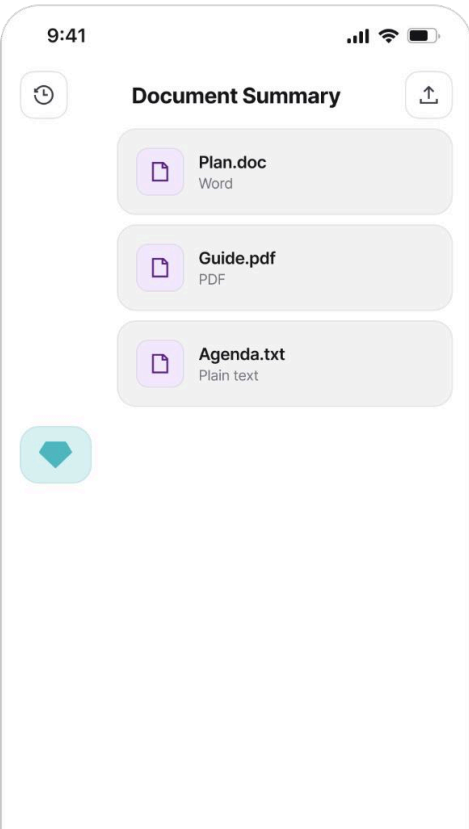 9:41
Document Summary
Plan.doc
Word
Guide.pdf
PDF
Agenda.txt
Plain text